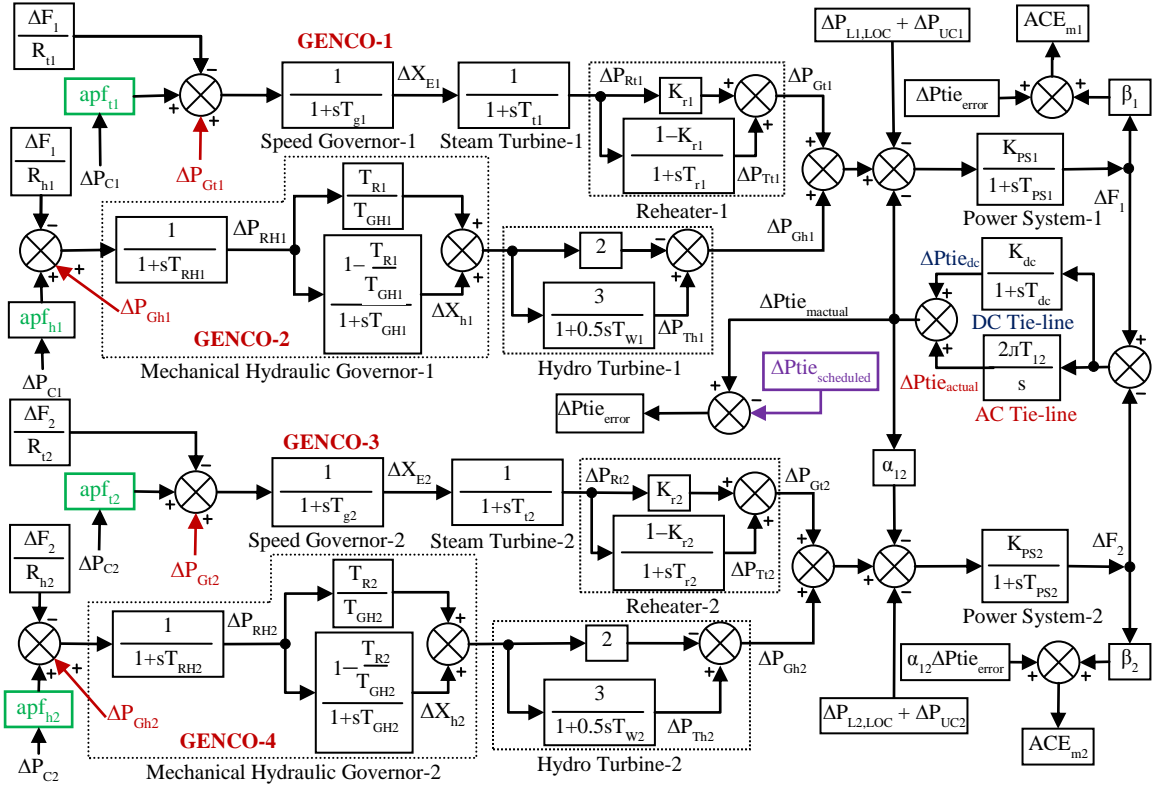 ΔF1
Rt1
GENCO-1
apft1
ΔPC1
ΔPGt1
1
1+sTg1
Speed Governor-1
ΔXE1
1
1+sTt1
Steam Turbine-1
ΔPRt1
Kr1
1−Kr1
1+sTr1
ΔPTt1
Reheater-1
ΔPGt1
ΔPL1,LOC + ΔPUC1
ACEm1
ΔPtieerror
β1
KPS1
1+sTPS1
Power System-1
ΔF1
ΔF1
Rh1
apfh1
ΔPC1
ΔPGh1
1
1+sTRH1
ΔPRH1
TR1
TGH1
1− TR1
TGH1
1+sTGH1
ΔXh1
GENCO-2
Mechanical Hydraulic Governor-1
2
3
1+0.5sTW1
ΔPTh1
Hydro Turbine-1
ΔPGh1
ΔPtiemactual
ΔPtiescheduled
ΔPtieerror
ΔPtiedc
Kdc
1+sTdc
DC Tie-line
2πT12
s
ΔPtieactual
AC Tie-line
α12
ΔF2
Rt2
GENCO-3
apft2
ΔPC2
ΔPGt2
1
1+sTg2
Speed Governor-2
ΔXE2
1
1+sTt2
Steam Turbine-2
ΔPRt2
Kr2
1−Kr2
1+sTr2
ΔPTt2
Reheater-2
ΔPGt2
KPS2
1+sTPS2
Power System-2
ΔF2
ΔF2
Rh2
apfh2
ΔPC2
ΔPGh2
1
1+sTRH2
ΔPRH2
TR2
TGH2
1− TR2
TGH2
1+sTGH2
ΔXh2
GENCO-4
Mechanical Hydraulic Governor-2
2
3
1+0.5sTW2
ΔPTh2
Hydro Turbine-2
ΔPGh2
ΔPL2,LOC + ΔPUC2
α12ΔPtieerror
β2
ACEm2